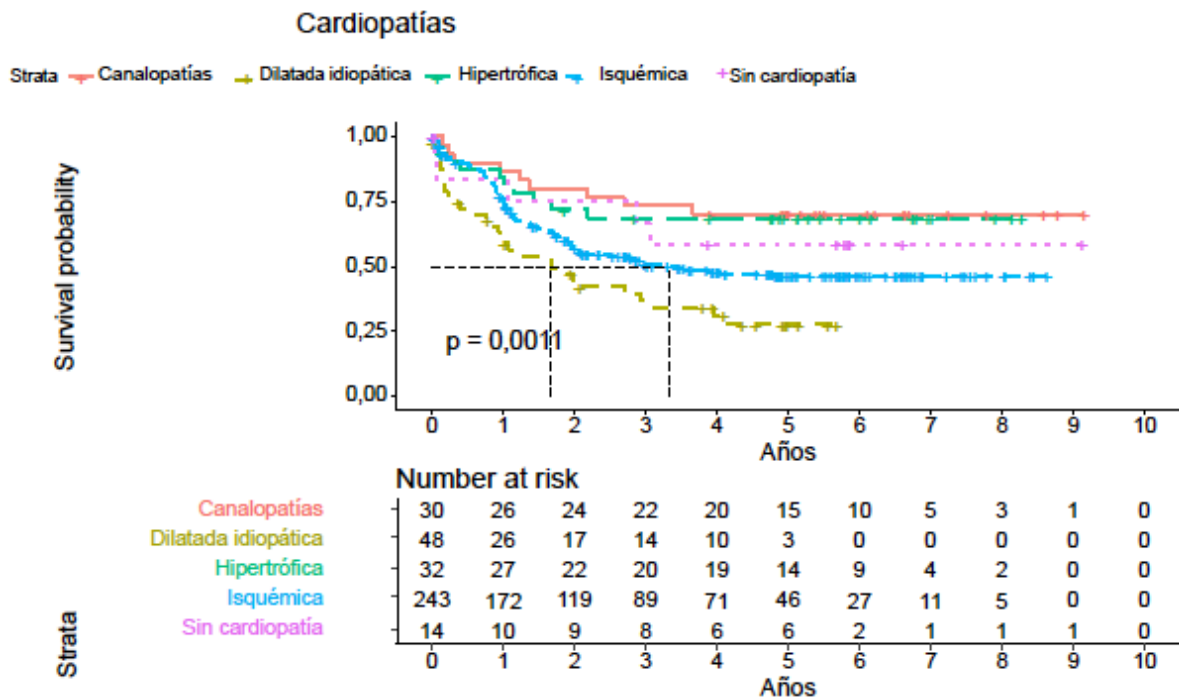 Cardiopatías
Strata Canalopatías Dilatada idiopática Hipertrófica Isquémica Sin cardiopatía
Survival probability
1,00
0,75
0,50
0,25
0,00
p = 0,0011
0 1 2 3 4 5 6 7 8 9 10
Años
Number at risk
Strata
Canalopatías 30 26 24 22 20 15 10 5 3 1 0
Dilatada idiopática 48 26 17 14 10 3 0 0 0 0 0
Hipertrófica 32 27 22 20 19 14 9 4 2 0 0
Isquémica 243 172 119 89 71 46 27 11 5 0 0
Sin cardiopatía 14 10 9 8 6 6 2 1 1 1 0
0 1 2 3 4 5 6 7 8 9 10
Años